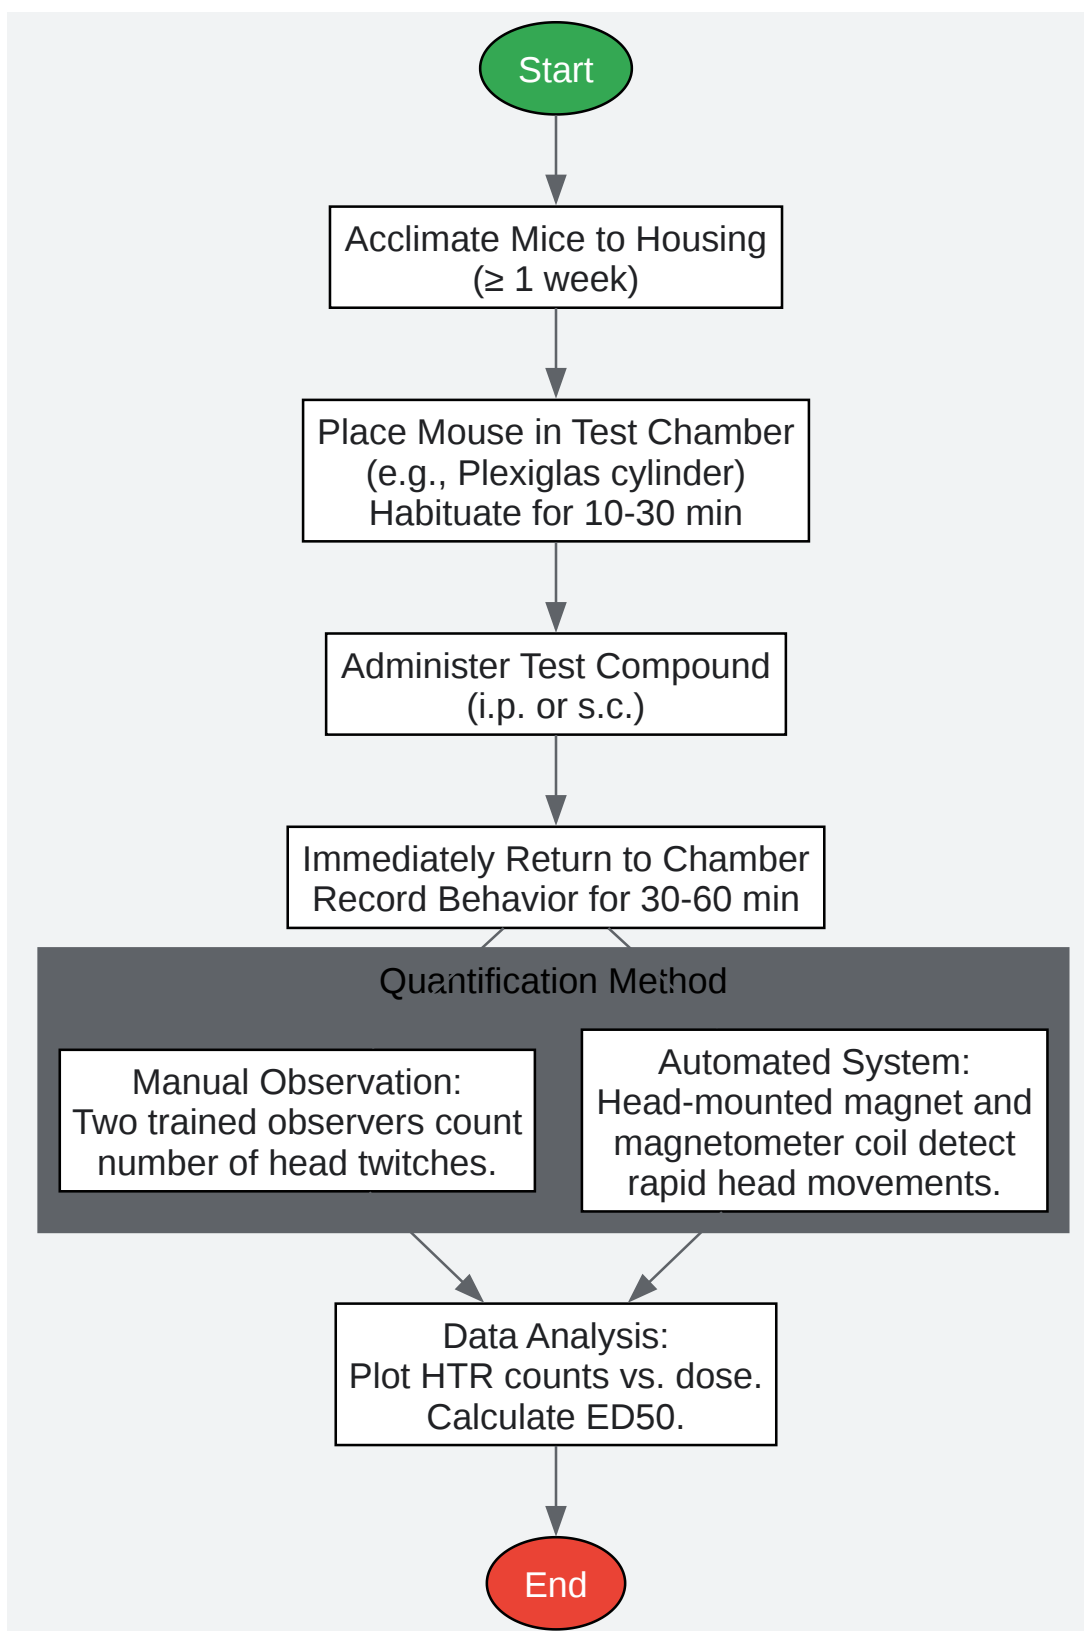 Start
Acclimate Mice to Housing
(≥ 1 week)
Place Mouse in Test Chamber
(e.g., Plexiglas cylinder)
Habituate for 10-30 min
Administer Test Compound
(i.p. or s.c.)
Immediately Return to Chamber
Record Behavior for 30-60 min
Quantification Method
Manual Observation:
Two trained observers count
number of head twitches.
Automated System:
Head-mounted magnet and
magnetometer coil detect
rapid head movements.
Data Analysis:
Plot HTR counts vs. dose.
Calculate ED50.
End